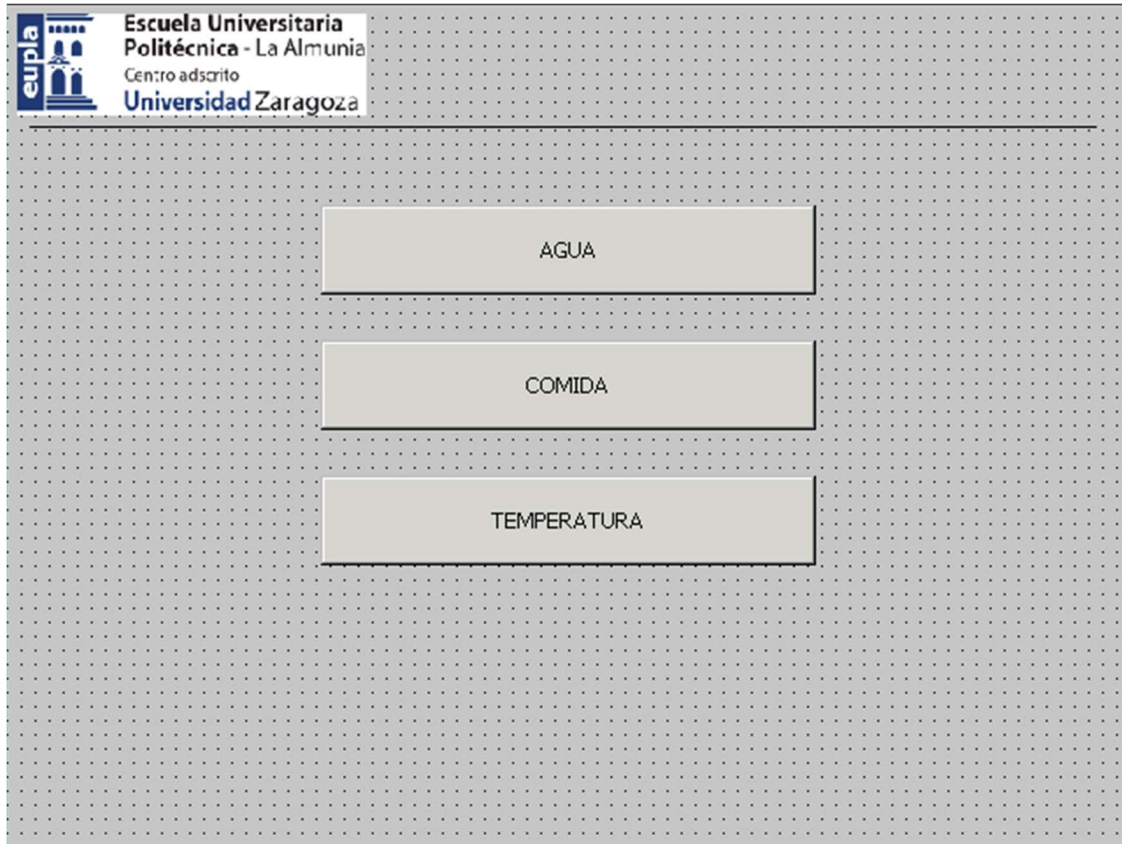 eupla
Escuela Universitaria
Politécnica - La Almunia
Centro adscrito
Universidad Zaragoza
AGUA
COMIDA
TEMPERATURA